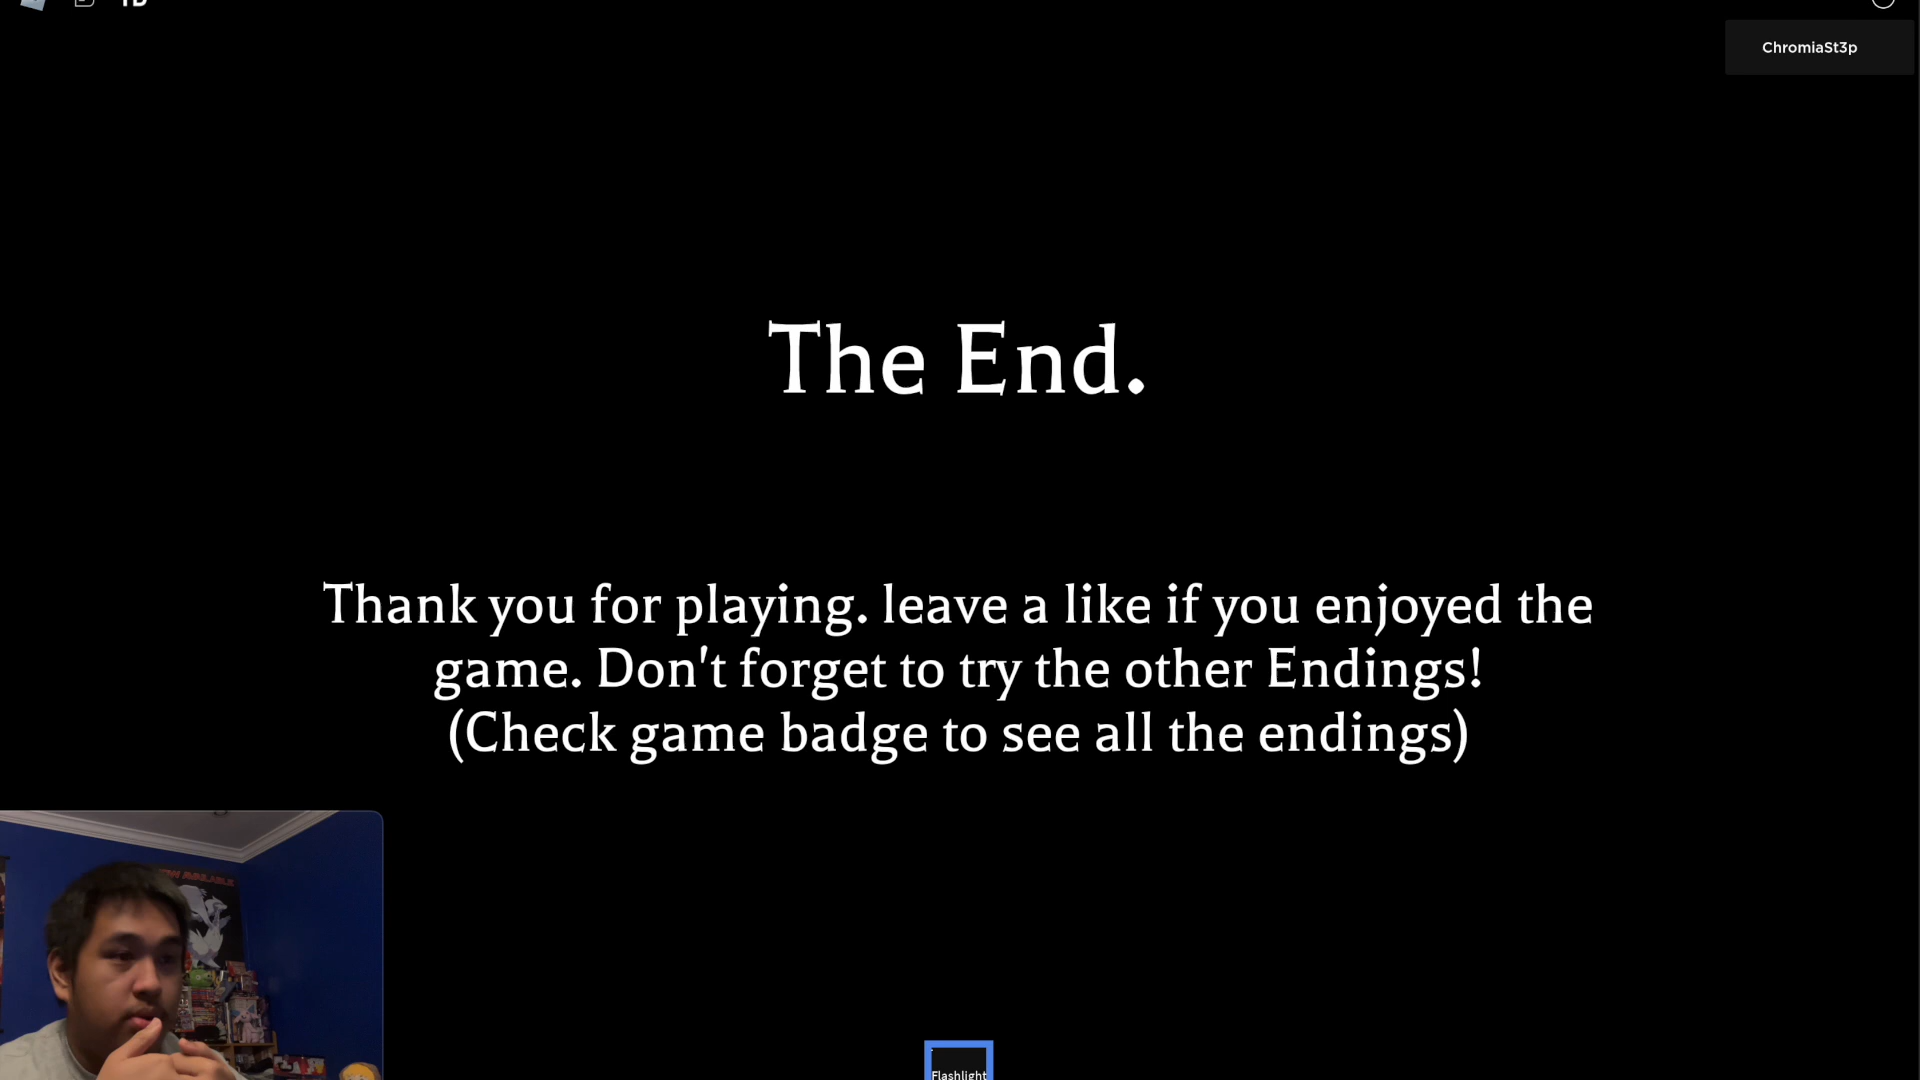 ChromiaSt3p
The End.
Thank you for playing. leave a like if you enjoyed the
game. Don't forget to try the other Endings!
(Check game badge to see all the endings)
AVAILABLE
Flashlight